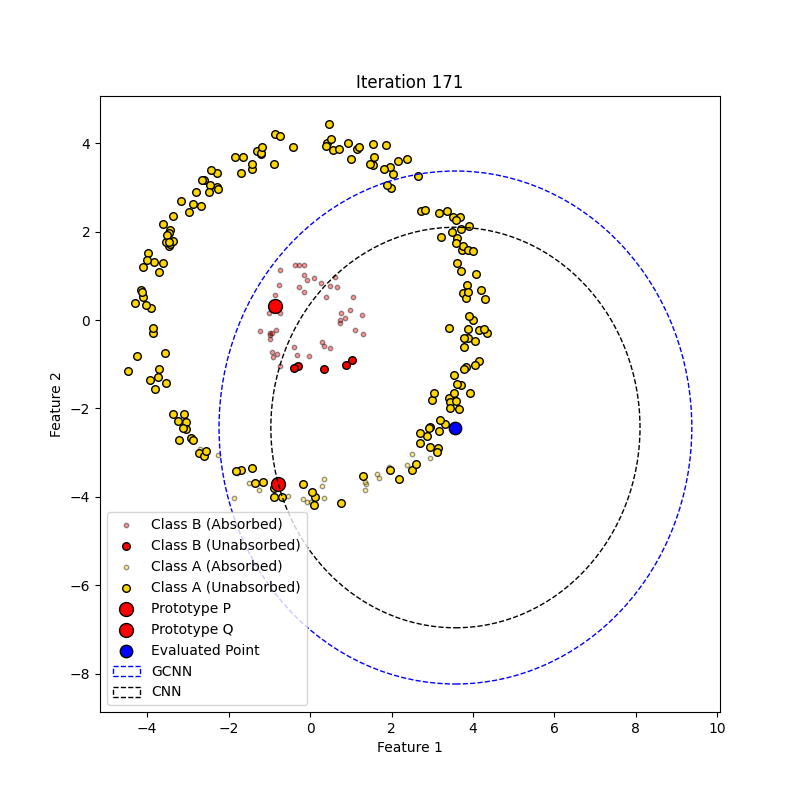 Iteration 171
Feature 2
4
2
0
−2
−4
−6
−8
Class B (Absorbed)
Class B (Unabsorbed)
Class A (Absorbed)
Class A (Unabsorbed)
Prototype P
Prototype Q
Evaluated Point
GCNN
CNN
−4 −2 0 2 4 6 8 10
Feature 1